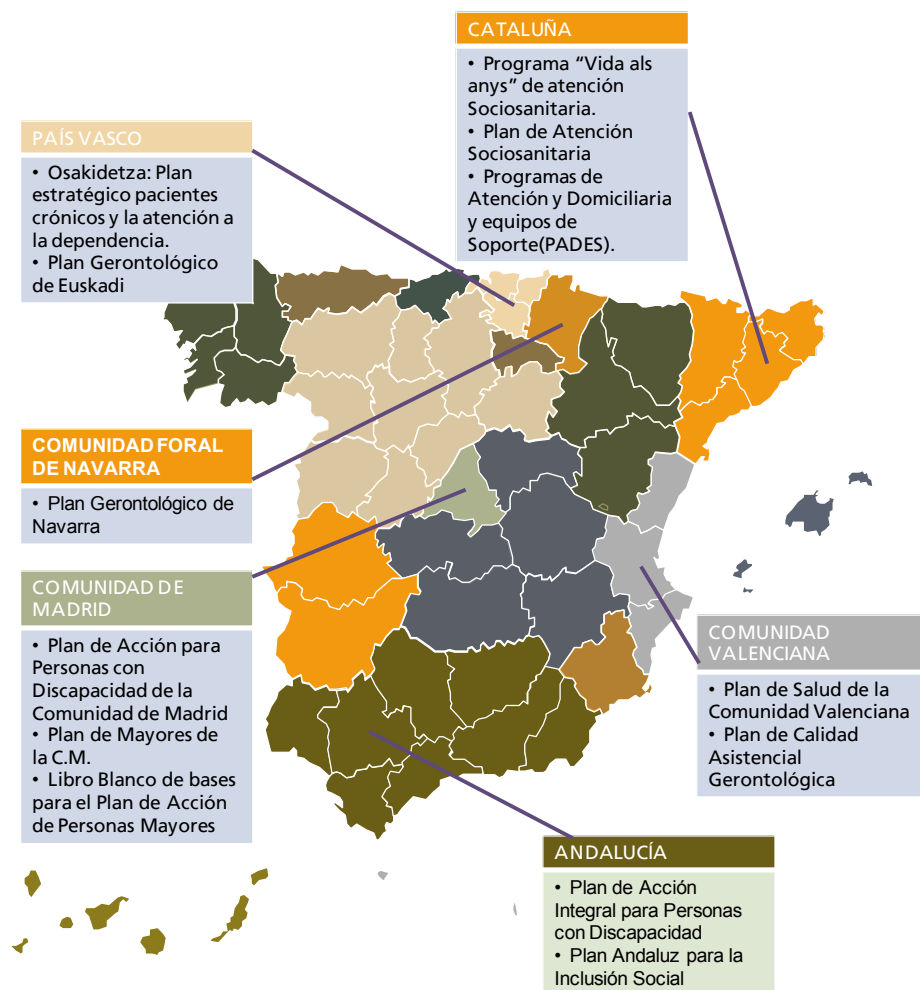 CATALUÑA
• Programa “Vida als
anys” de atención
Sociosanitaria.
• Plan de Atención
Sociosanitaria
• Programas de
Atención y Domiciliaria
y equipos de
Soporte(PADES).
PAÍS VASCO
• Osakidetza: Plan
estratégico pacientes
crónicos y la atención a
la dependencia.
• Plan Gerontológico
de Euskadi
COMUNIDAD FORAL
DE NAVARRA
• Plan Gerontológico de
Navarra
COMUNIDAD DE
MADRID
• Plan de Acción para
Personas con
Discapacidad de la
Comunidad de Madrid
• Plan de Mayores de
la C.M.
• Libro Blanco de bases
para el Plan de Acción
de Personas Mayores
COMUNIDAD
VALENCIANA
• Plan de Salud de la
Comunidad Valenciana
• Plan de Calidad
Asistencial
Gerontológica
ANDALUCÍA
• Plan de Acción
Integral para Personas
con Discapacidad
• Plan Andaluz para la
Inclusión Social